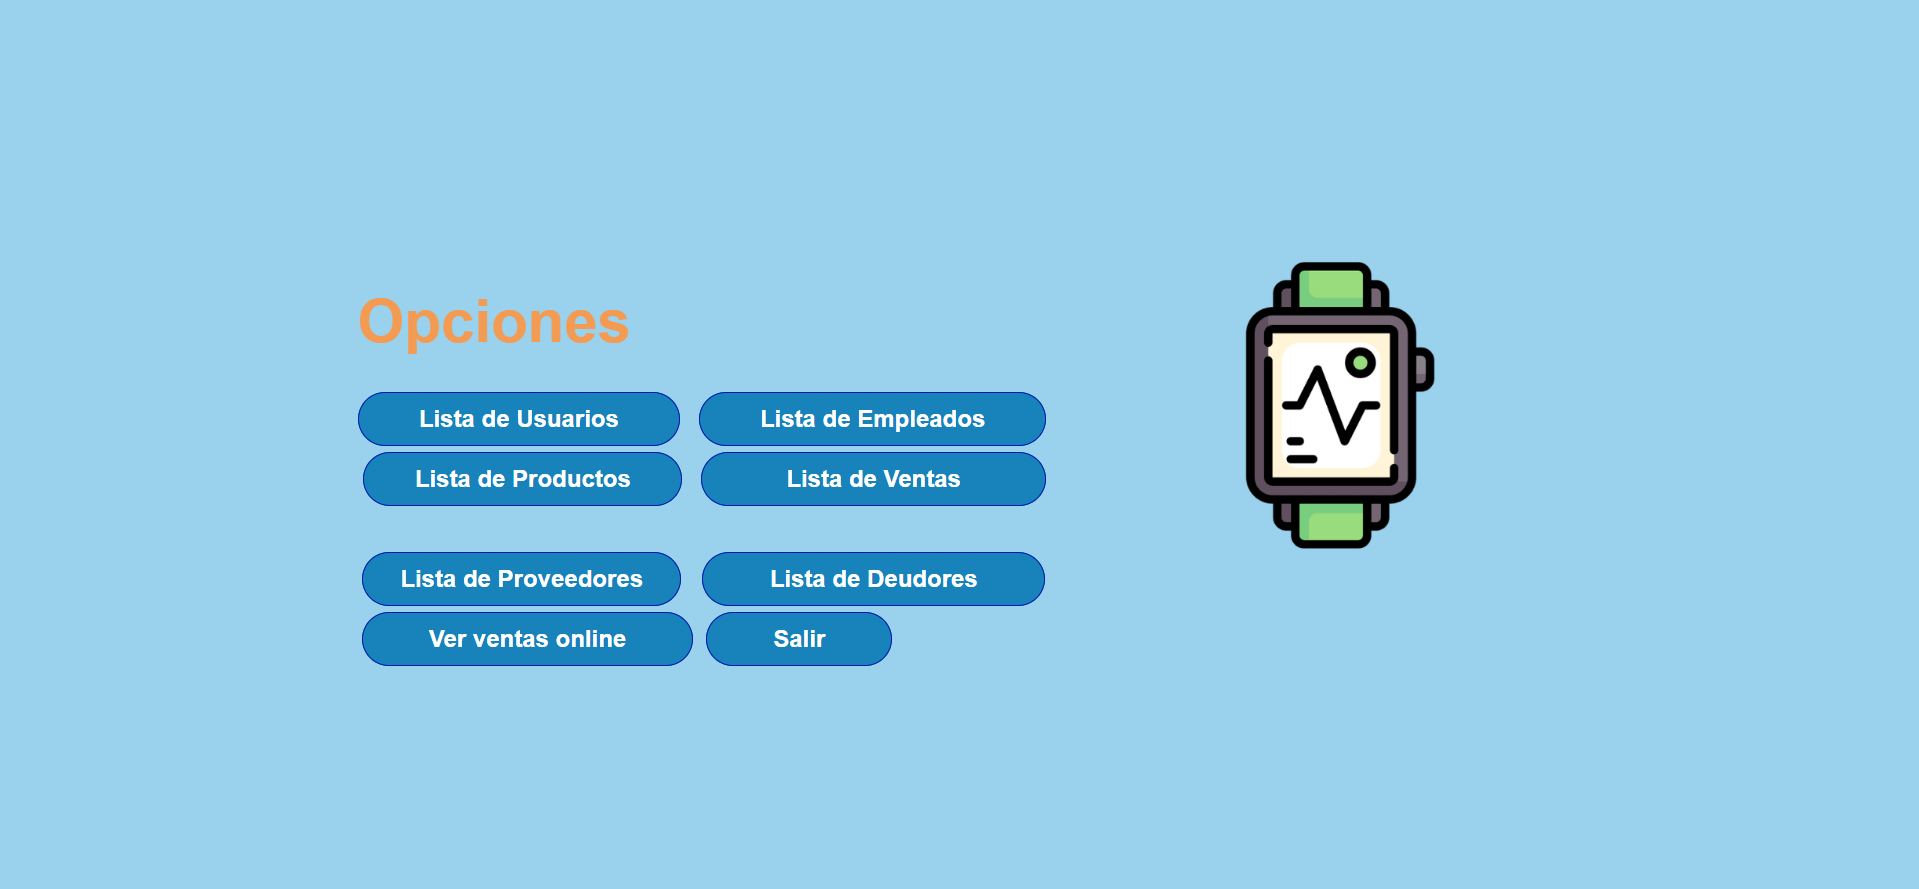 Opciones
Lista de Usuarios
Lista de Empleados
Lista de Productos
Lista de Ventas
Lista de Proveedores
Lista de Deudores
Ver ventas online
Salir